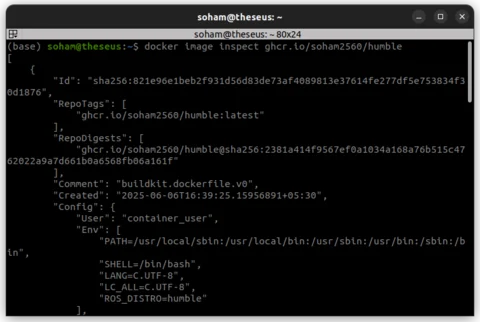 soham@theseus: ~
soham@theseus: ~ 80x24
(base) soham@theseus:~$ docker image inspect ghcr.io/soham2560/humble
[
    {
        "Id": "sha256:821e96e1beb2f931d56d83de73af4089813e37614fe277df5e753834f3
0d1876",
        "RepoTags": [
            "ghcr.io/soham2560/humble:latest"
        ],
        "RepoDigests": [
            "ghcr.io/soham2560/humble@sha256:2381a414f9567ef0a1034a168a76b515c47
62022a9a7d661b0a6568fb06a161f"
        ],
        "Comment": "buildkit.dockerfile.v0",
        "Created": "2025-06-06T16:39:25.15956891+05:30",
        "Config": {
            "User": "container_user",
            "Env": [
                "PATH=/usr/local/sbin:/usr/local/bin:/usr/sbin:/usr/bin:/sbin:/b
in",
                "SHELL=/bin/bash",
                "LANG=C.UTF-8",
                "LC_ALL=C.UTF-8",
                "ROS_DISTRO=humble"
            ],